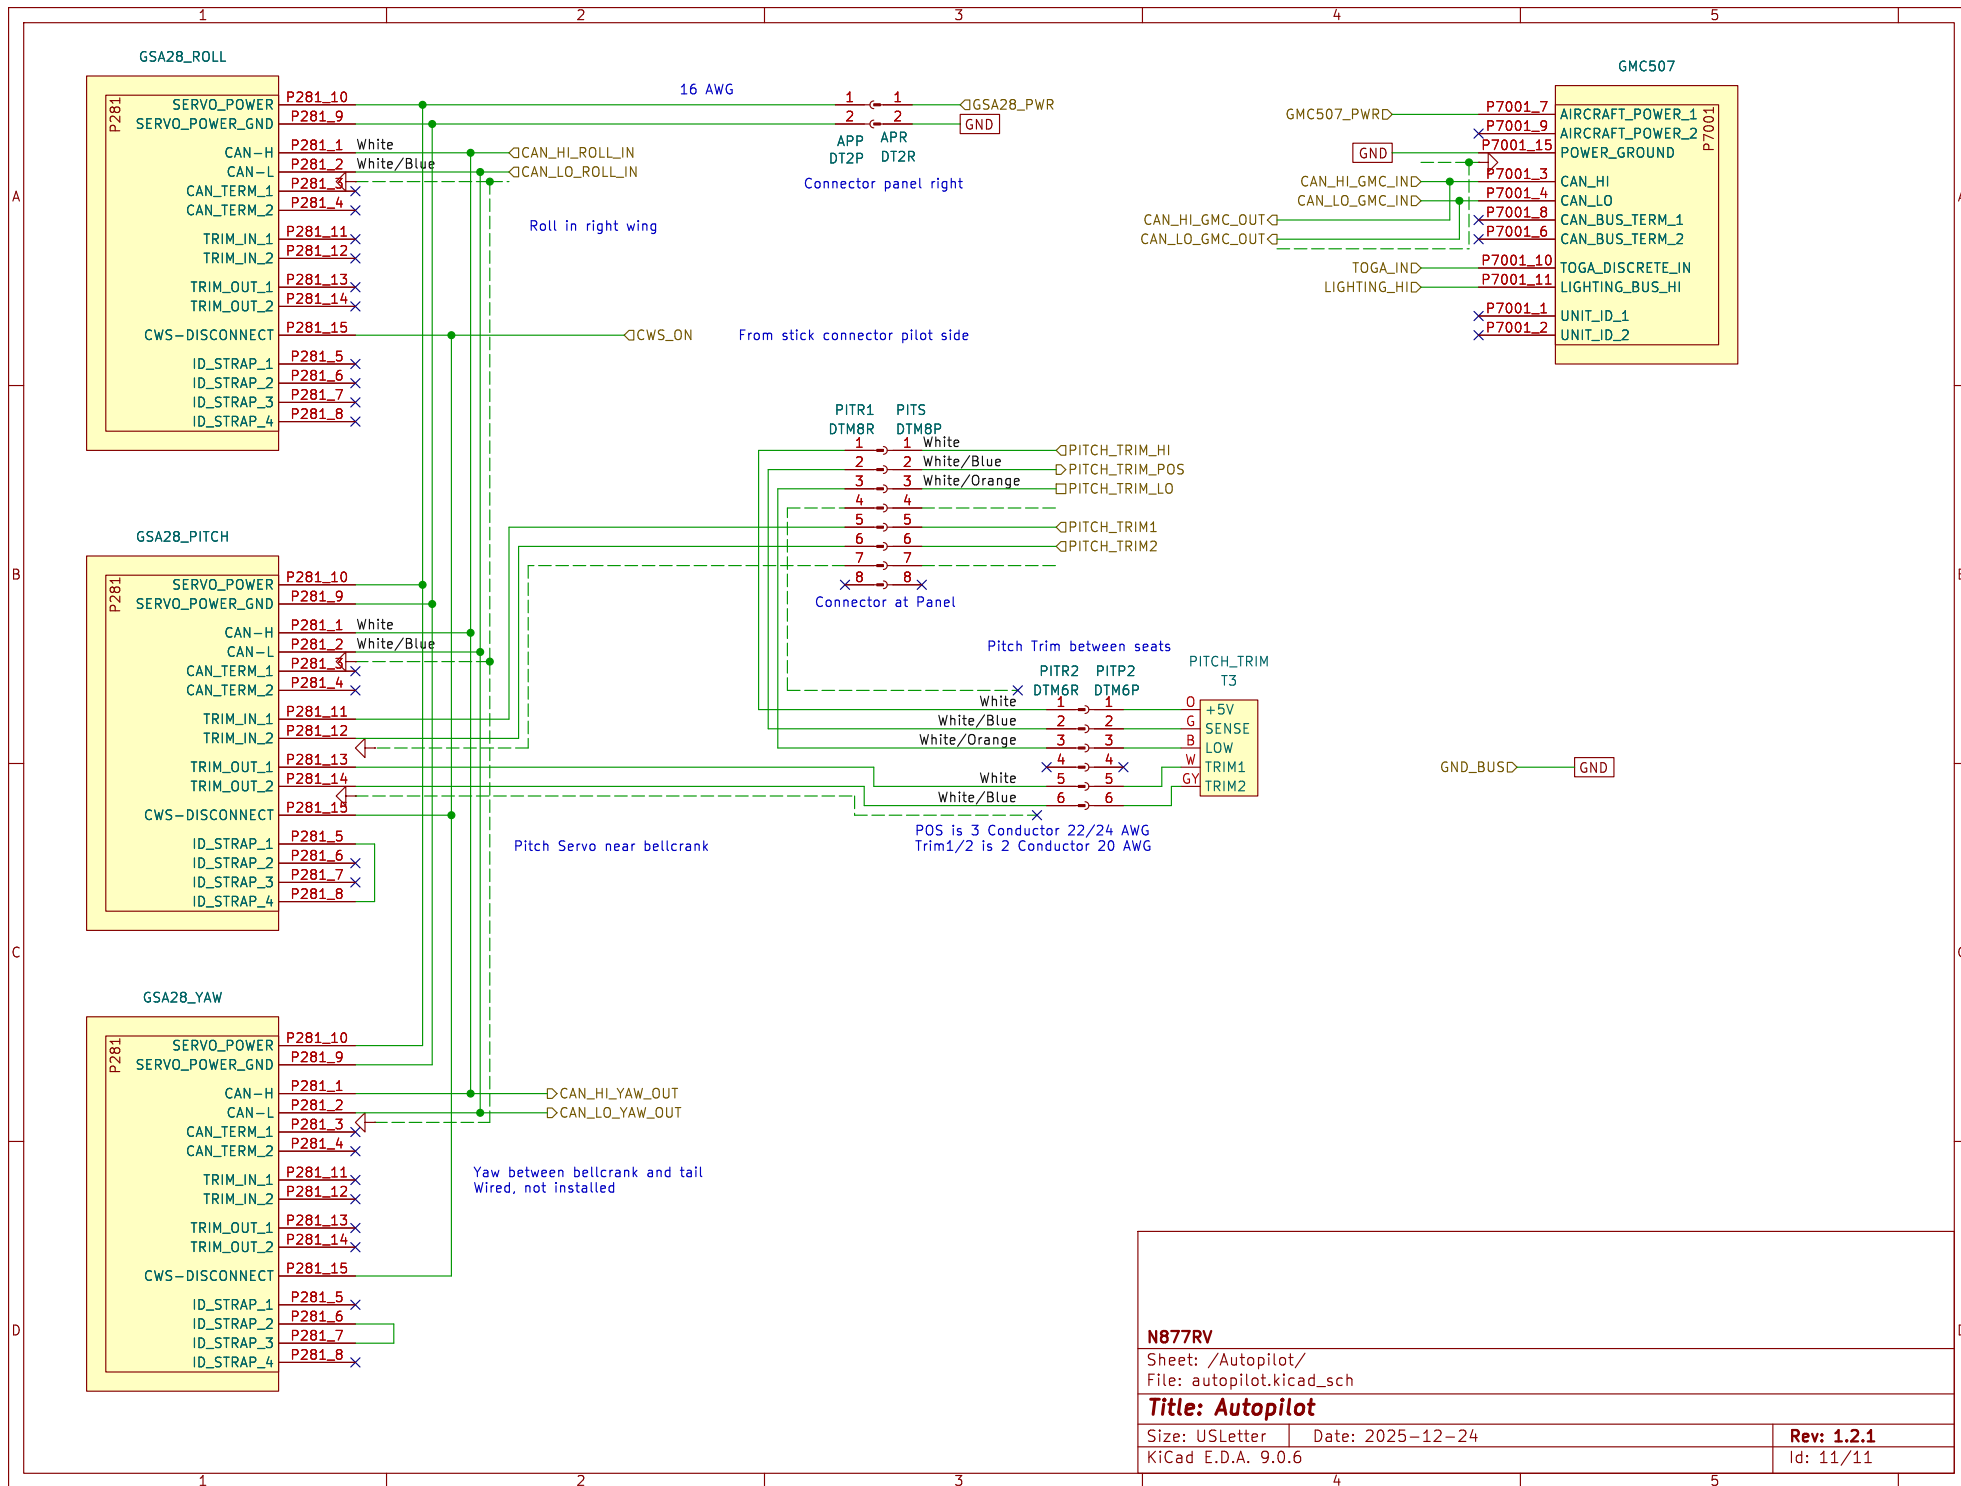 1 2 3 4 5
A
B
C
D
GSA28_ROLL
P281
SERVO_POWER P281_10
SERVO_POWER_GND P281_9
CAN-H P281_1 White
CAN-L P281_2 White/Blue
CAN_TERM_1 P281_3
CAN_TERM_2 P281_4
TRIM_IN_1 P281_11
TRIM_IN_2 P281_12
TRIM_OUT_1 P281_13
TRIM_OUT_2 P281_14
CWS-DISCONNECT P281_15
ID_STRAP_1 P281_5
ID_STRAP_2 P281_6
ID_STRAP_3 P281_7
ID_STRAP_4 P281_8
16 AWG
1 1 GSA28_PWR
2 2 GND
APP APR
DT2P DT2R
Connector panel right
CAN_HI_ROLL_IN
CAN_LO_ROLL_IN
Roll in right wing
CWS_ON
From stick connector pilot side
GMC507
P7001
GMC507_PWR P7001_7 AIRCRAFT_POWER_1
P7001_9 AIRCRAFT_POWER_2
GND P7001_15 POWER_GROUND
CAN_HI_GMC_IN P7001_3 CAN_HI
CAN_LO_GMC_IN P7001_4 CAN_LO
CAN_HI_GMC_OUT P7001_8 CAN_BUS_TERM_1
CAN_LO_GMC_OUT P7001_6 CAN_BUS_TERM_2
TOGA_IN P7001_10 TOGA_DISCRETE_IN
LIGHTING_HI P7001_11 LIGHTING_BUS_HI
P7001_1 UNIT_ID_1
P7001_2 UNIT_ID_2
PITR1 PITS
DTM8R DTM8P
1 1 White PITCH_TRIM_HI
2 2 White/Blue PITCH_TRIM_POS
3 3 White/Orange PITCH_TRIM_LO
4 4
5 5 PITCH_TRIM1
6 6 PITCH_TRIM2
7 7
8 8
Connector at Panel
GSA28_PITCH
P281
SERVO_POWER P281_10
SERVO_POWER_GND P281_9
CAN-H P281_1 White
CAN-L P281_2 White/Blue
CAN_TERM_1 P281_3
CAN_TERM_2 P281_4
TRIM_IN_1 P281_11
TRIM_IN_2 P281_12
TRIM_OUT_1 P281_13
TRIM_OUT_2 P281_14
CWS-DISCONNECT P281_15
ID_STRAP_1 P281_5
ID_STRAP_2 P281_6
ID_STRAP_3 P281_7
ID_STRAP_4 P281_8
Pitch Servo near bellcrank
Pitch Trim between seats
PITR2 PITP2 PITCH_TRIM
DTM6R DTM6P T3
White 1 1 O +5V
White/Blue 2 2 G SENSE
White/Orange 3 3 B LOW
4 4 W TRIM1
White 5 5 GY TRIM2
White/Blue 6 6
POS is 3 Conductor 22/24 AWG
Trim1/2 is 2 Conductor 20 AWG
GND_BUS GND
GSA28_YAW
P281
SERVO_POWER P281_10
SERVO_POWER_GND P281_9
CAN-H P281_1 CAN_HI_YAW_OUT
CAN-L P281_2 CAN_LO_YAW_OUT
CAN_TERM_1 P281_3
CAN_TERM_2 P281_4
TRIM_IN_1 P281_11
TRIM_IN_2 P281_12
TRIM_OUT_1 P281_13
TRIM_OUT_2 P281_14
CWS-DISCONNECT P281_15
ID_STRAP_1 P281_5
ID_STRAP_2 P281_6
ID_STRAP_3 P281_7
ID_STRAP_4 P281_8
Yaw between bellcrank and tail
Wired, not installed
N877RV
Sheet: /Autopilot/
File: autopilot.kicad_sch
Title: Autopilot
Size: USLetter Date: 2025-12-24 Rev: 1.2.1
KiCad E.D.A. 9.0.6 Id: 11/11
1 2 3 4 5